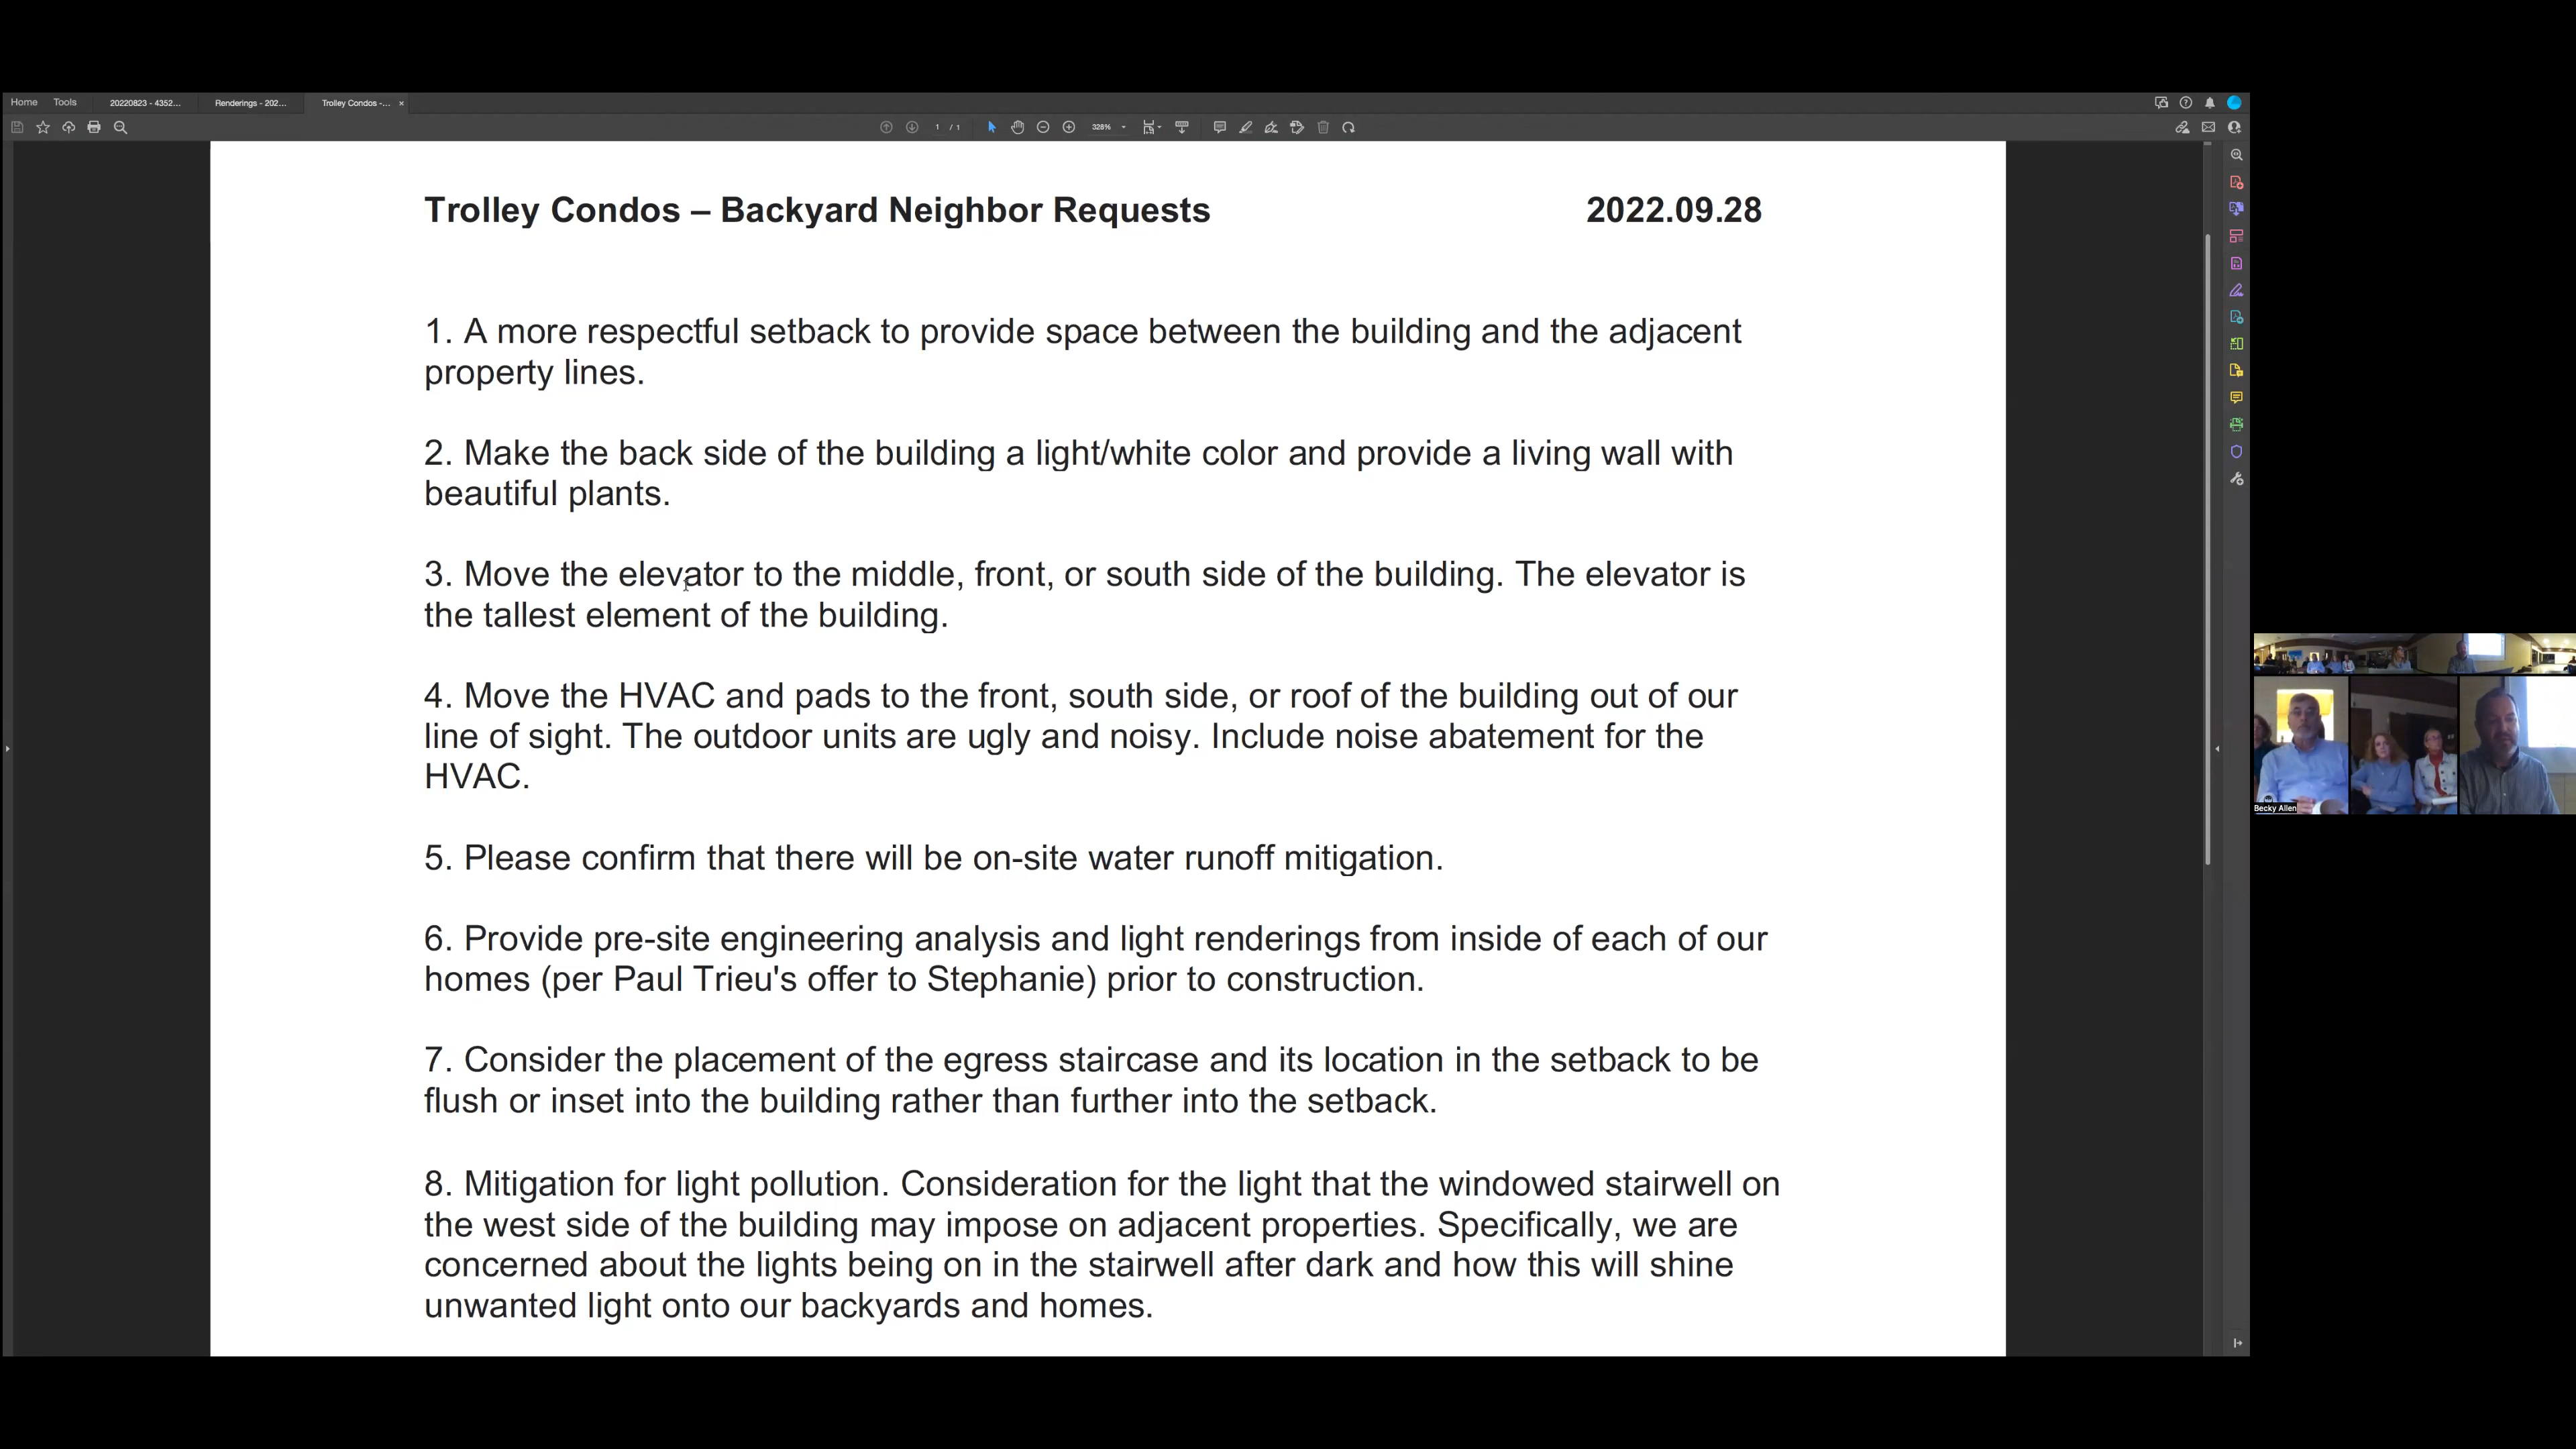 Home Tools 20220823 - 4352... Renderings - 202... Trolley Condos -... ×
1 / 1 328%
Trolley Condos – Backyard Neighbor Requests 2022.09.28
1. A more respectful setback to provide space between the building and the adjacent
property lines.
2. Make the back side of the building a light/white color and provide a living wall with
beautiful plants.
3. Move the elevator to the middle, front, or south side of the building. The elevator is
the tallest element of the building.
4. Move the HVAC and pads to the front, south side, or roof of the building out of our
line of sight. The outdoor units are ugly and noisy. Include noise abatement for the
HVAC.
5. Please confirm that there will be on-site water runoff mitigation.
6. Provide pre-site engineering analysis and light renderings from inside of each of our
homes (per Paul Trieu's offer to Stephanie) prior to construction.
7. Consider the placement of the egress staircase and its location in the setback to be
flush or inset into the building rather than further into the setback.
8. Mitigation for light pollution. Consideration for the light that the windowed stairwell on
the west side of the building may impose on adjacent properties. Specifically, we are
concerned about the lights being on in the stairwell after dark and how this will shine
unwanted light onto our backyards and homes.
Becky Allen